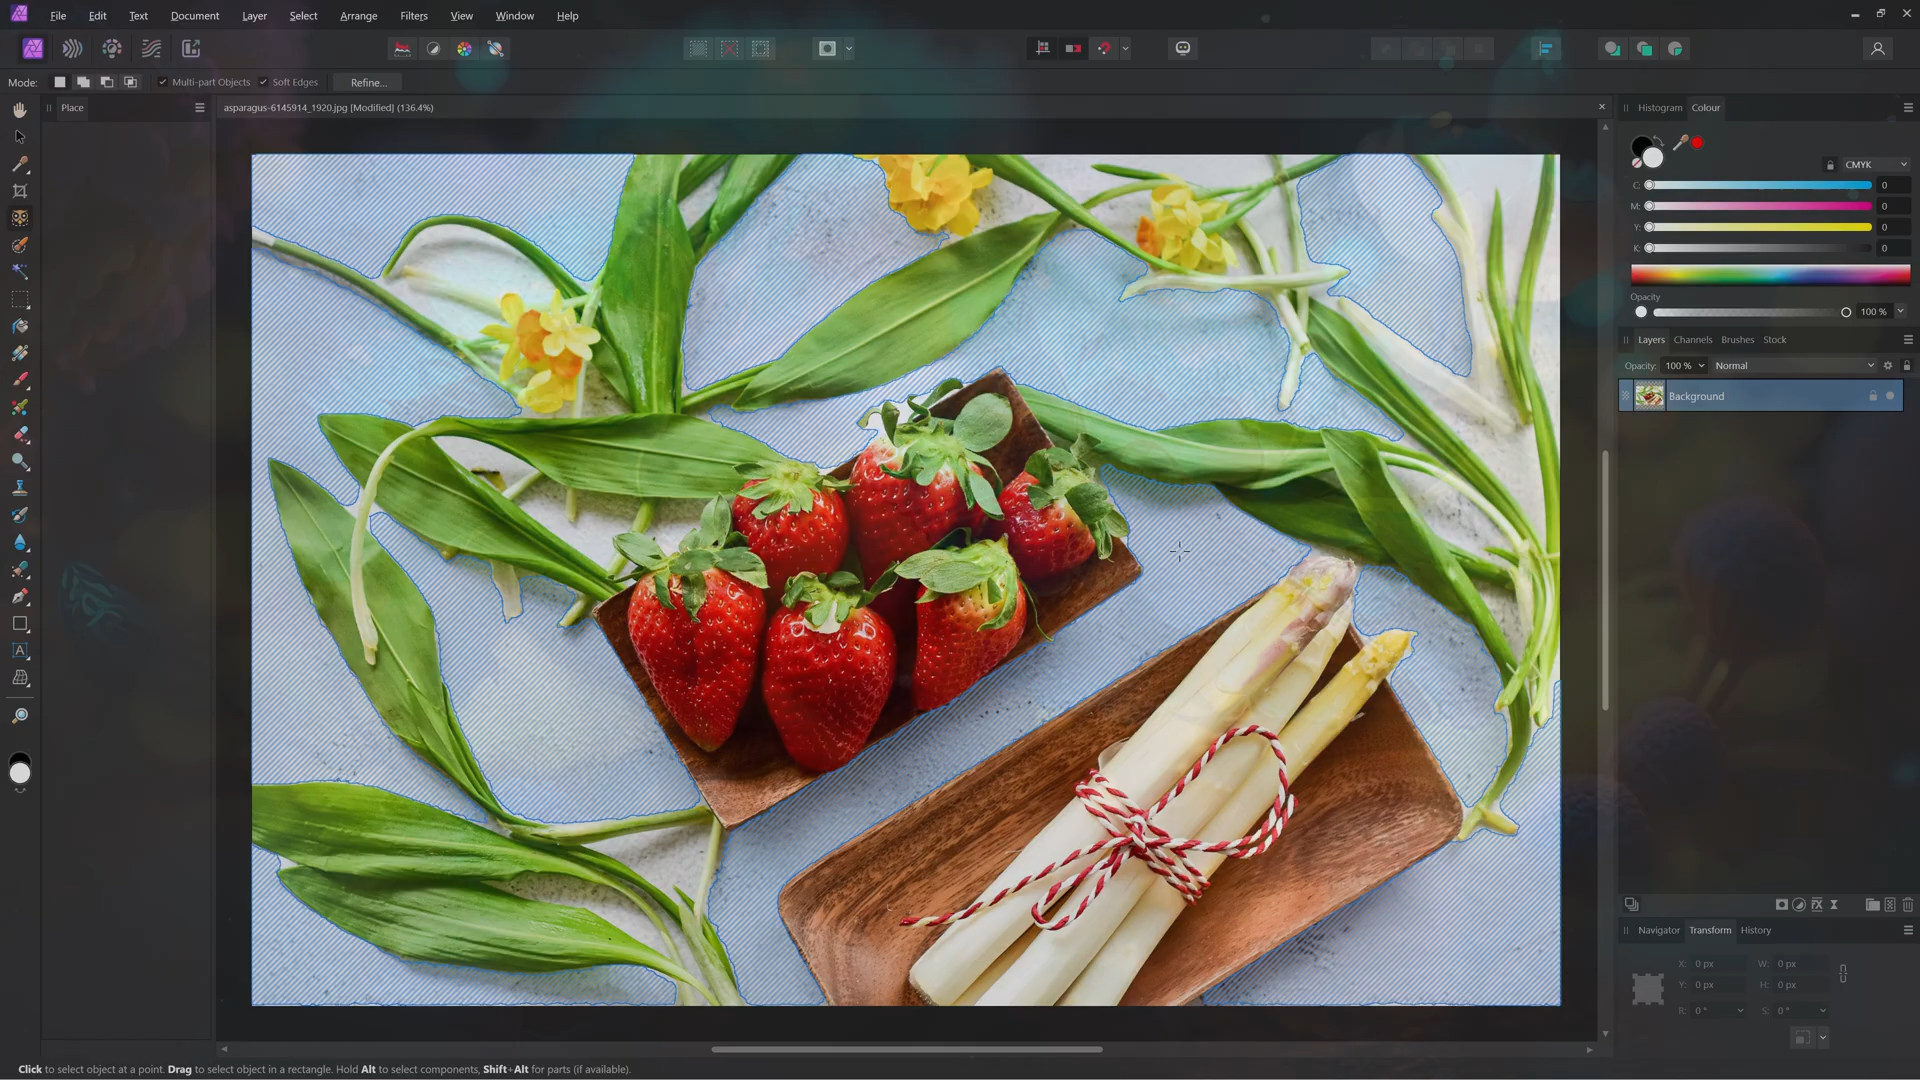 File Edit Text Document Layer Select Arrange Filters View Window Help
Mode: Multi-part Objects Soft Edges Refine...
Place
asparagus-6145914_1920.jpg [Modified] (136.4%)
Histogram Colour
CMYK
C: 0
M: 0
Y: 0
K: 0
Opacity
100 %
Layers Channels Brushes Stock
Opacity: 100 % Normal
Background
Navigator Transform History
X: 0 px W: 0 px
Y: 0 px H: 0 px
R: 0 ° S: 0 °
Click to select object at a point. Drag to select object in a rectangle. Hold Alt to select components, Shift+Alt for parts (if available).